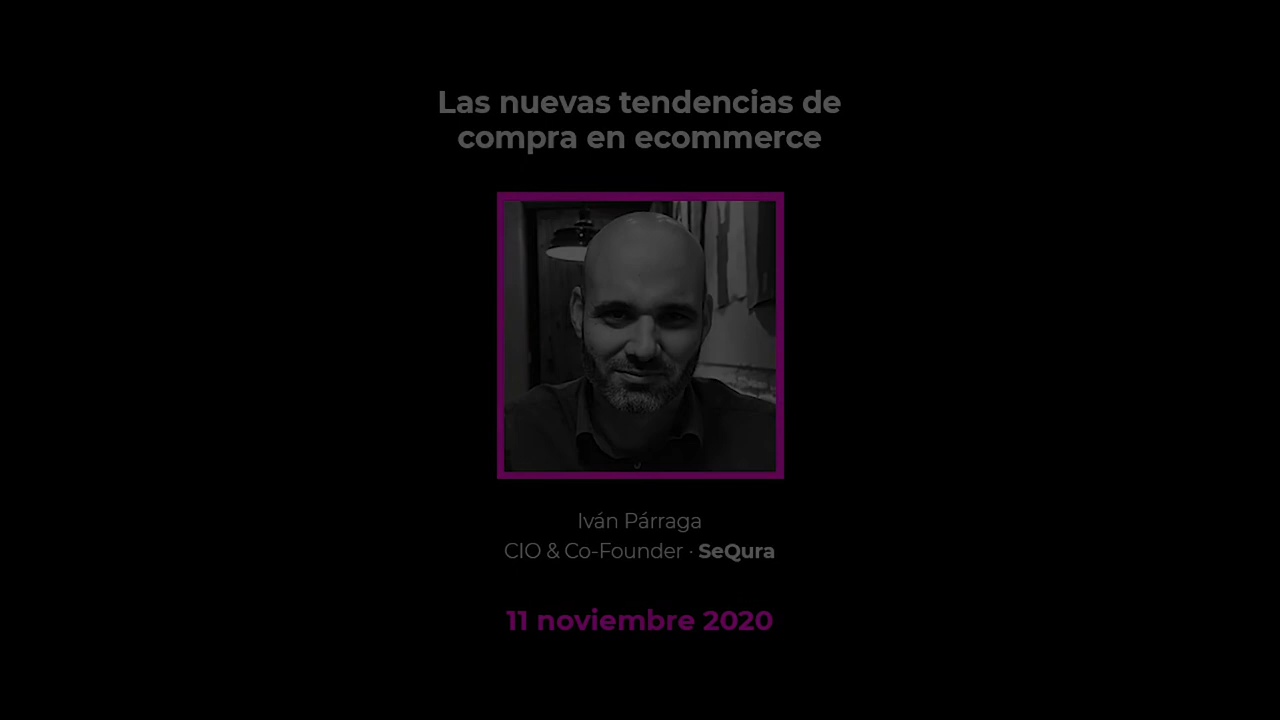 Las nuevas tendencias de
compra en ecommerce
Iván Párraga
CIO & Co-Founder · SeQura
11 noviembre 2020